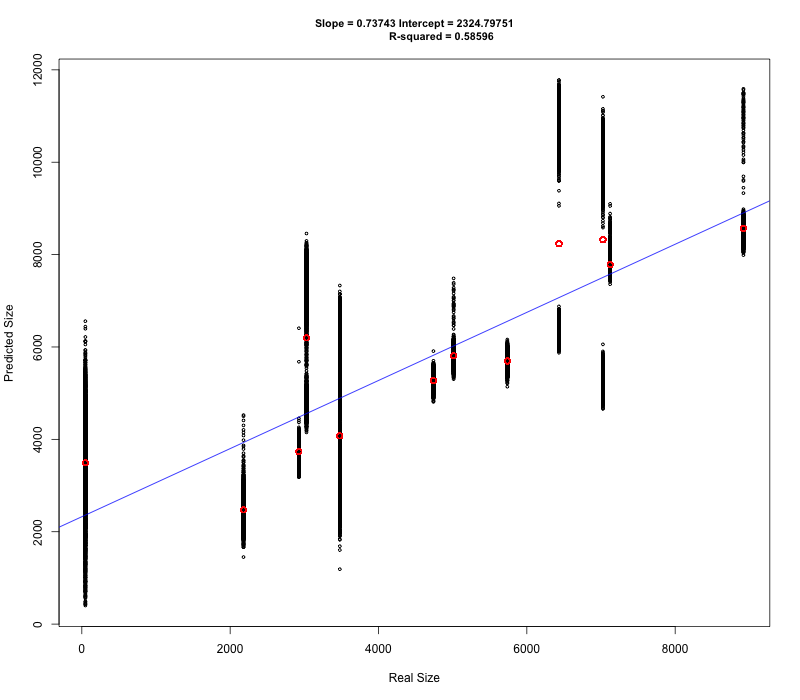 Slope = 0.73743 Intercept = 2324.79751
R-squared = 0.58596
12000
10000
8000
6000
4000
2000
0
Predicted Size
0 2000 4000 6000 8000
Real Size